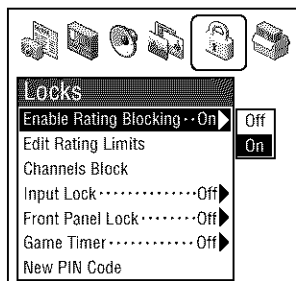 Locks
Enable Rating Blocking ·· On Off
Edit Rating Limits On
Channels Block
Input Lock ·············· Off
Front Panel Lock ········ Off
Game Timer ············ Off
New PIN Code